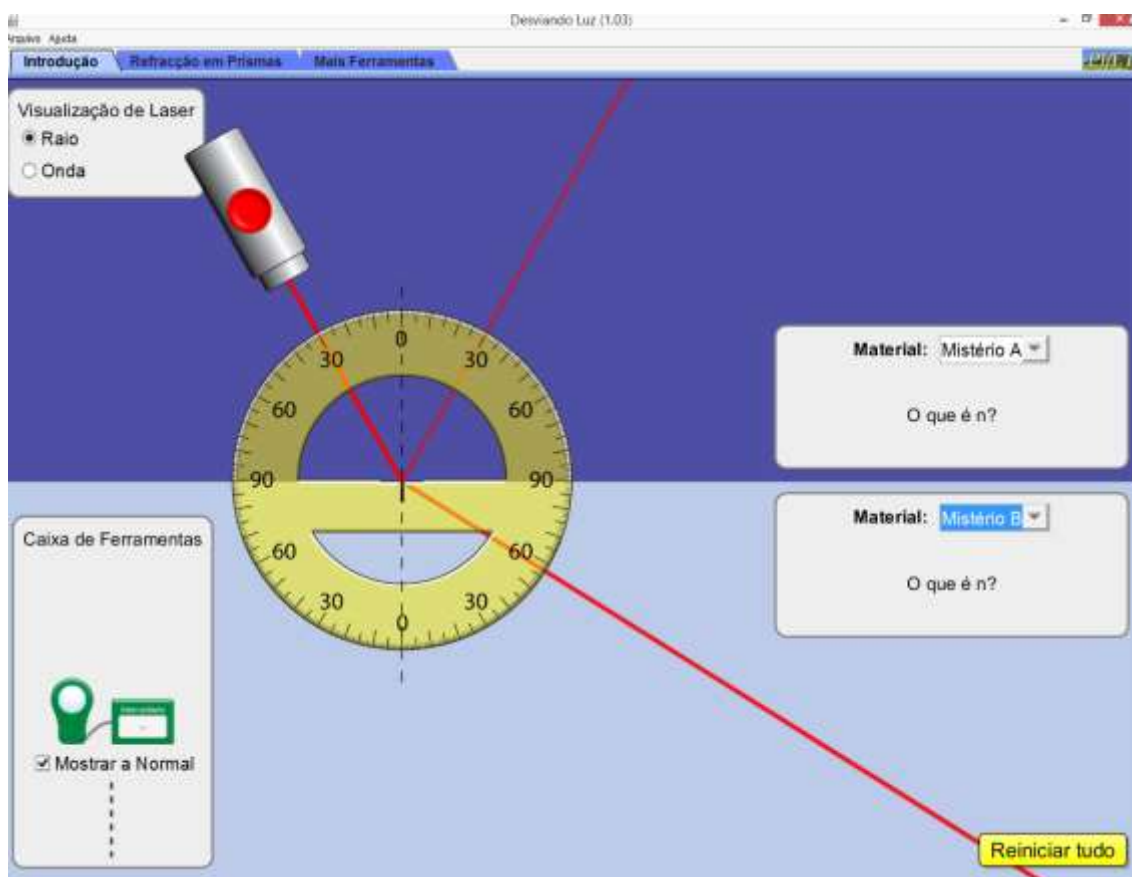 Desviando Luz (1.03)
Arquivo Ajuda
Introdução
Refracção em Prismas
Mais Ferramentas
Visualização de Laser
Raio
Onda
0
30
30
60
60
90
90
60
60
30
30
0
Material: Mistério A
O que é n?
Material: Mistério B
O que é n?
Caixa de Ferramentas
Mostrar a Normal
Reiniciar tudo